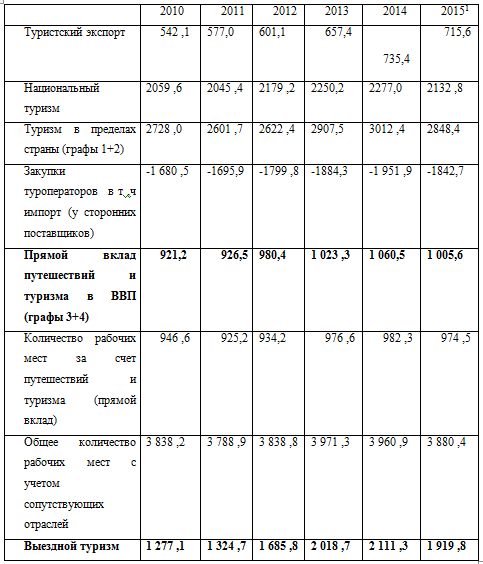 2010 2011 2012 2013 2014 2015¹
Туристский экспорт 542 ,1 577,0 601,1 657,4 735,4 715,6
Национальный 2059 ,6 2045 ,4 2179 ,2 2250,2 2277,0 2132 ,8
туризм
Туризм в пределах 2728 ,0 2601 ,7 2622 ,4 2907,5 3012 ,4 2848,4
страны (графы 1+2)
Закупки -1 680 ,5 -1695,9 -1799 ,8 -1884,3 -1 951 ,9 -1842,7
туроператоров в т.ч
импорт (у сторонних
поставщиков)
Прямой вклад 921,2 926,5 980,4 1 023 ,3 1 060,5 1 005,6
путешествий и
туризма в ВВП
(графы 3+4)
Количество рабочих 946 ,6 925,2 934,2 976 ,6 982 ,3 974 ,5
мест за счет
путешествий и
туризма (прямой
вклад)
Общее количество 3 838 ,2 3 788 ,9 3 838 ,8 3 971 ,3 3 960 ,9 3 880 ,4
рабочих мест с
учетом
сопутствующих
отраслей
Выездной туризм 1 277 ,1 1 324 ,7 1 685 ,8 2 018 ,7 2 111 ,3 1 919 ,8